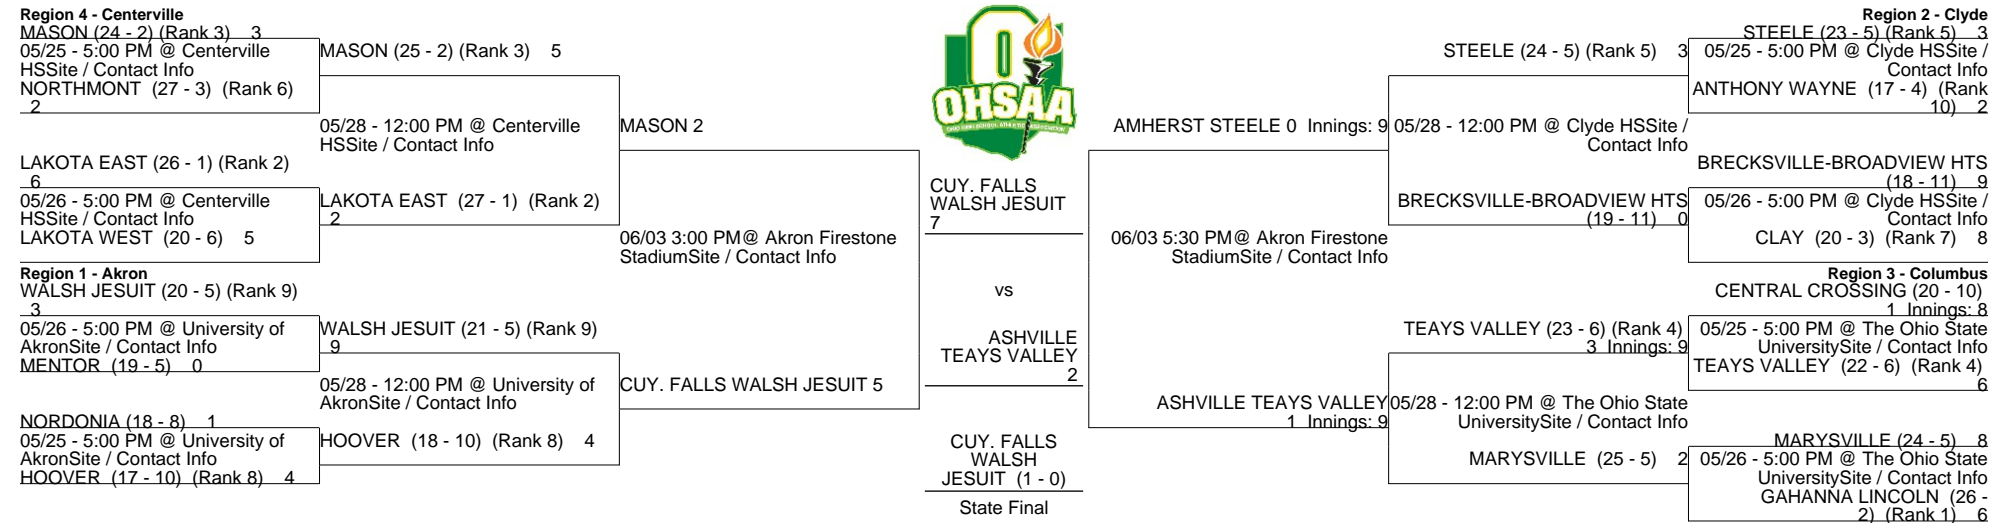 Region 4 - Centerville
MASON (24 - 2) (Rank 3) 3
05/25 - 5:00 PM @ Centerville
HSSite / Contact Info
NORTHMONT (27 - 3) (Rank 6)
2
LAKOTA EAST (26 - 1) (Rank 2)
6
05/26 - 5:00 PM @ Centerville
HSSite / Contact Info
LAKOTA WEST (20 - 6) 5
Region 1 - Akron
WALSH JESUIT (20 - 5) (Rank 9)
3
05/26 - 5:00 PM @ University of
AkronSite / Contact Info
MENTOR (19 - 5) 0
NORDONIA (18 - 8) 1
05/25 - 5:00 PM @ University of
AkronSite / Contact Info
HOOVER (17 - 10) (Rank 8) 4
MASON (25 - 2) (Rank 3) 5
05/28 - 12:00 PM @ Centerville
HSSite / Contact Info
LAKOTA EAST (27 - 1) (Rank 2)
2
WALSH JESUIT (21 - 5) (Rank 9)
9
05/28 - 12:00 PM @ University of
AkronSite / Contact Info
HOOVER (18 - 10) (Rank 8) 4
MASON 2
06/03 3:00 PM@ Akron Firestone
StadiumSite / Contact Info
CUY. FALLS WALSH JESUIT 5
OHSAA
OHIO HIGH SCHOOL ATHLETIC ASSOCIATION
CUY. FALLS
WALSH JESUIT
7
vs
ASHVILLE
TEAYS VALLEY
2
CUY. FALLS
WALSH
JESUIT (1 - 0)
State Final
AMHERST STEELE 0 Innings: 9
06/03 5:30 PM@ Akron Firestone
StadiumSite / Contact Info
ASHVILLE TEAYS VALLEY
1 Innings: 9
STEELE (24 - 5) (Rank 5) 3
05/28 - 12:00 PM @ Clyde HSSite /
Contact Info
BRECKSVILLE-BROADVIEW HTS
(19 - 11) 0
TEAYS VALLEY (23 - 6) (Rank 4)
3 Innings: 9
05/28 - 12:00 PM @ The Ohio State
UniversitySite / Contact Info
MARYSVILLE (25 - 5) 2
Region 2 - Clyde
STEELE (23 - 5) (Rank 5) 3
05/25 - 5:00 PM @ Clyde HSSite /
Contact Info
ANTHONY WAYNE (17 - 4) (Rank
10) 2
BRECKSVILLE-BROADVIEW HTS
(18 - 11) 9
05/26 - 5:00 PM @ Clyde HSSite /
Contact Info
CLAY (20 - 3) (Rank 7) 8
Region 3 - Columbus
CENTRAL CROSSING (20 - 10)
1 Innings: 8
05/25 - 5:00 PM @ The Ohio State
UniversitySite / Contact Info
TEAYS VALLEY (22 - 6) (Rank 4)
6
MARYSVILLE (24 - 5) 8
05/26 - 5:00 PM @ The Ohio State
UniversitySite / Contact Info
GAHANNA LINCOLN (26 -
2) (Rank 1) 6